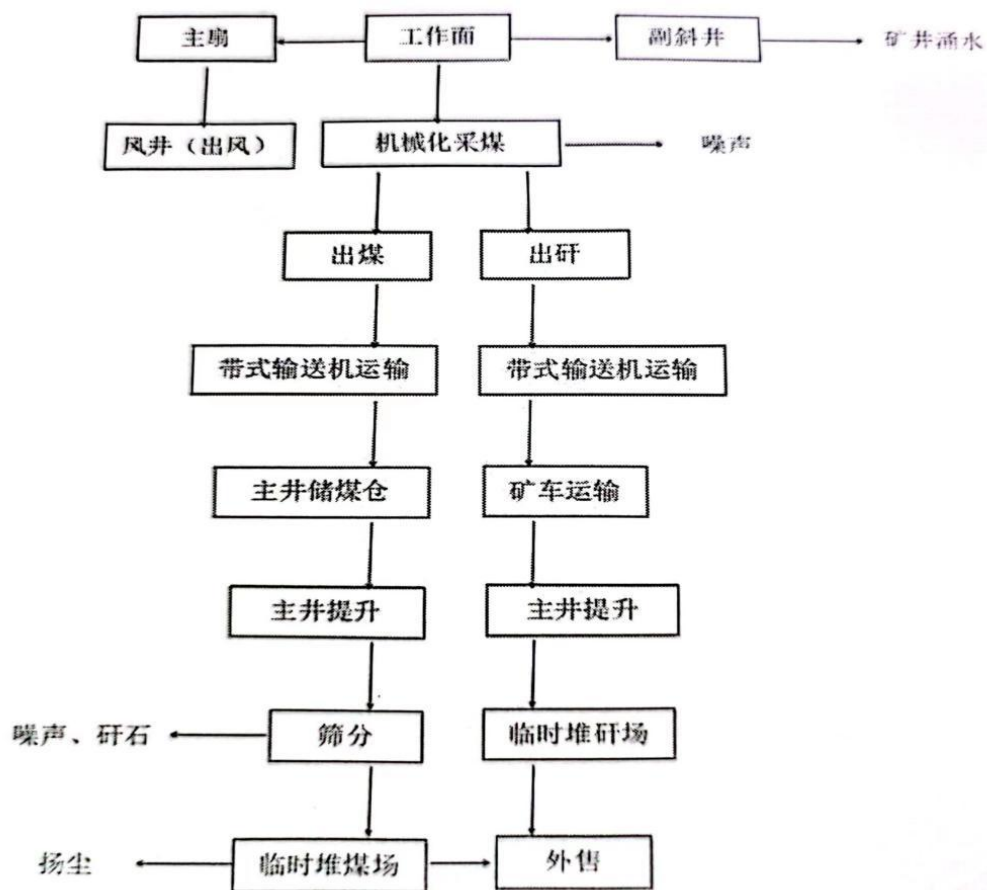 主扇 工作面 副斜井 矿井涌水
风井（出风） 机械化采煤 噪声
出煤 出矸
带式输送机运输 带式输送机运输
主井储煤仓 矿车运输
主井提升 主井提升
噪声、矸石 筛分 临时堆矸场
扬尘 临时堆煤场 外售